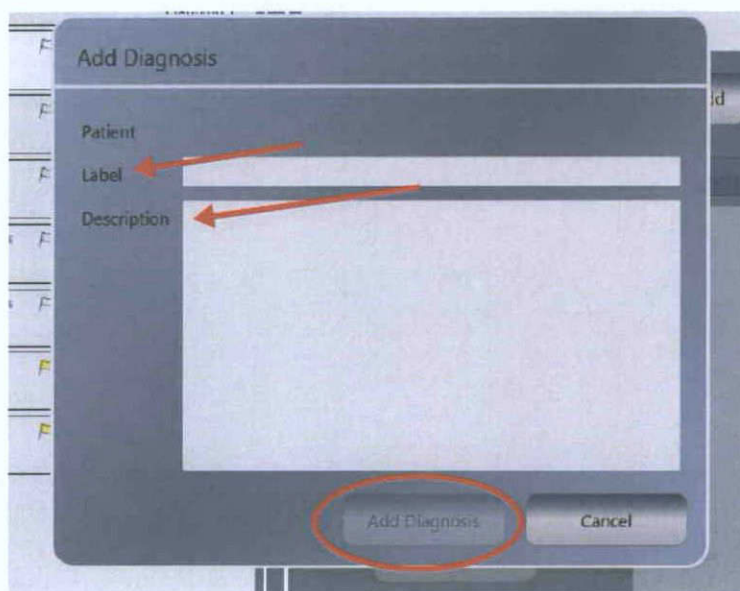 Add Diagnosis
Patient
Label
Description
Add Diagnosis
Cancel